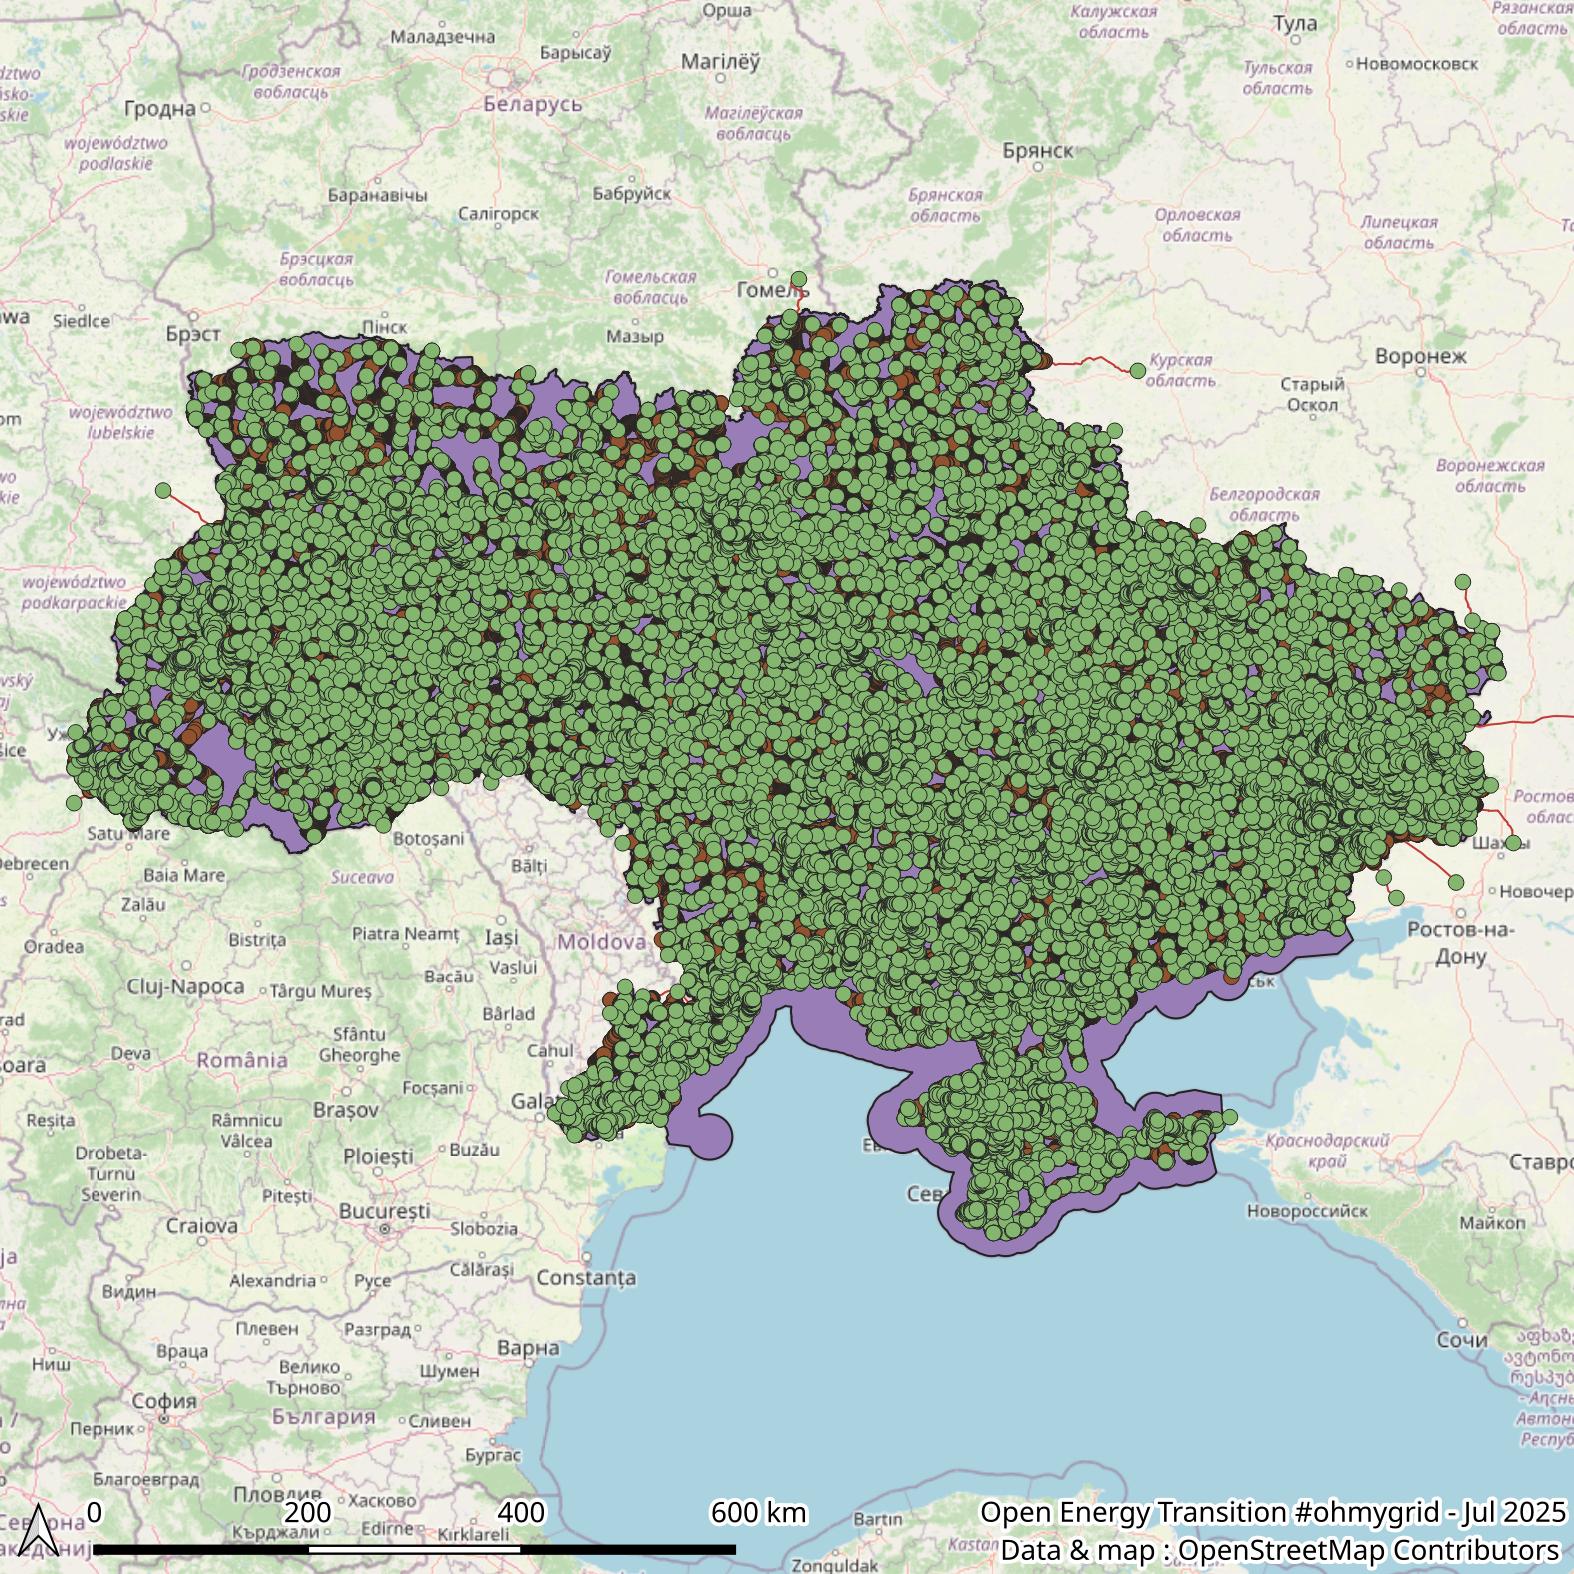 Орша
Маладзечна
Барысаў
Магілёў
Калужская
область
Тула
Новомосковск
Рязанская
область
Гродзенская
вобласць
Гродна
Беларусь
Магілёўская
вобласць
Тульская
область
województwo
podlaskie
Брянск
Баранавічы
Бабруйск
Салігорск
Брянская
область
Орловская
область
Липецкая
область
Брэсцкая
вобласць
Гомельская
вобласць
Гомель
Siedlce
Брэст
Пінск
Мазыр
Курская
область
Воронеж
Старый
Оскол
województwo
lubelskie
Воронежская
область
Белгородская
область
województwo
podkarpackie
Satu Mare
Botoșani
Шахты
Debrecen
Baia Mare
Suceava
Bălți
Zalău
Oradea
Bistrița
Piatra Neamț
Iași
Moldova
Ростов-на-
Дону
Vaslui
Bacău
Cluj-Napoca
Târgu Mureș
Bârlad
Sfântu
Gheorghe
Deva
România
Cahul
Focșani
Brașov
Reșița
Râmnicu
Vâlcea
Buzău
Краснодарский
край
Drobeta-
Turnu
Severin
Ploiești
Pitești
București
Slobozia
Craiova
Новороссийск
Майкоп
Călărași
Alexandria
Русе
Constanța
Видин
Плевен
Разград
Варна
Сочи
Ниш
Враца
Велико
Търново
Шумен
София
България
Сливен
Перник
Бургас
Благоевград
Пловдив
Хасково
Кърджали
Edirne
Kırklareli
Bartın
Zonguldak
0 200 400 600 km
Open Energy Transition #ohmygrid - Jul 2025
Data & map : OpenStreetMap Contributors